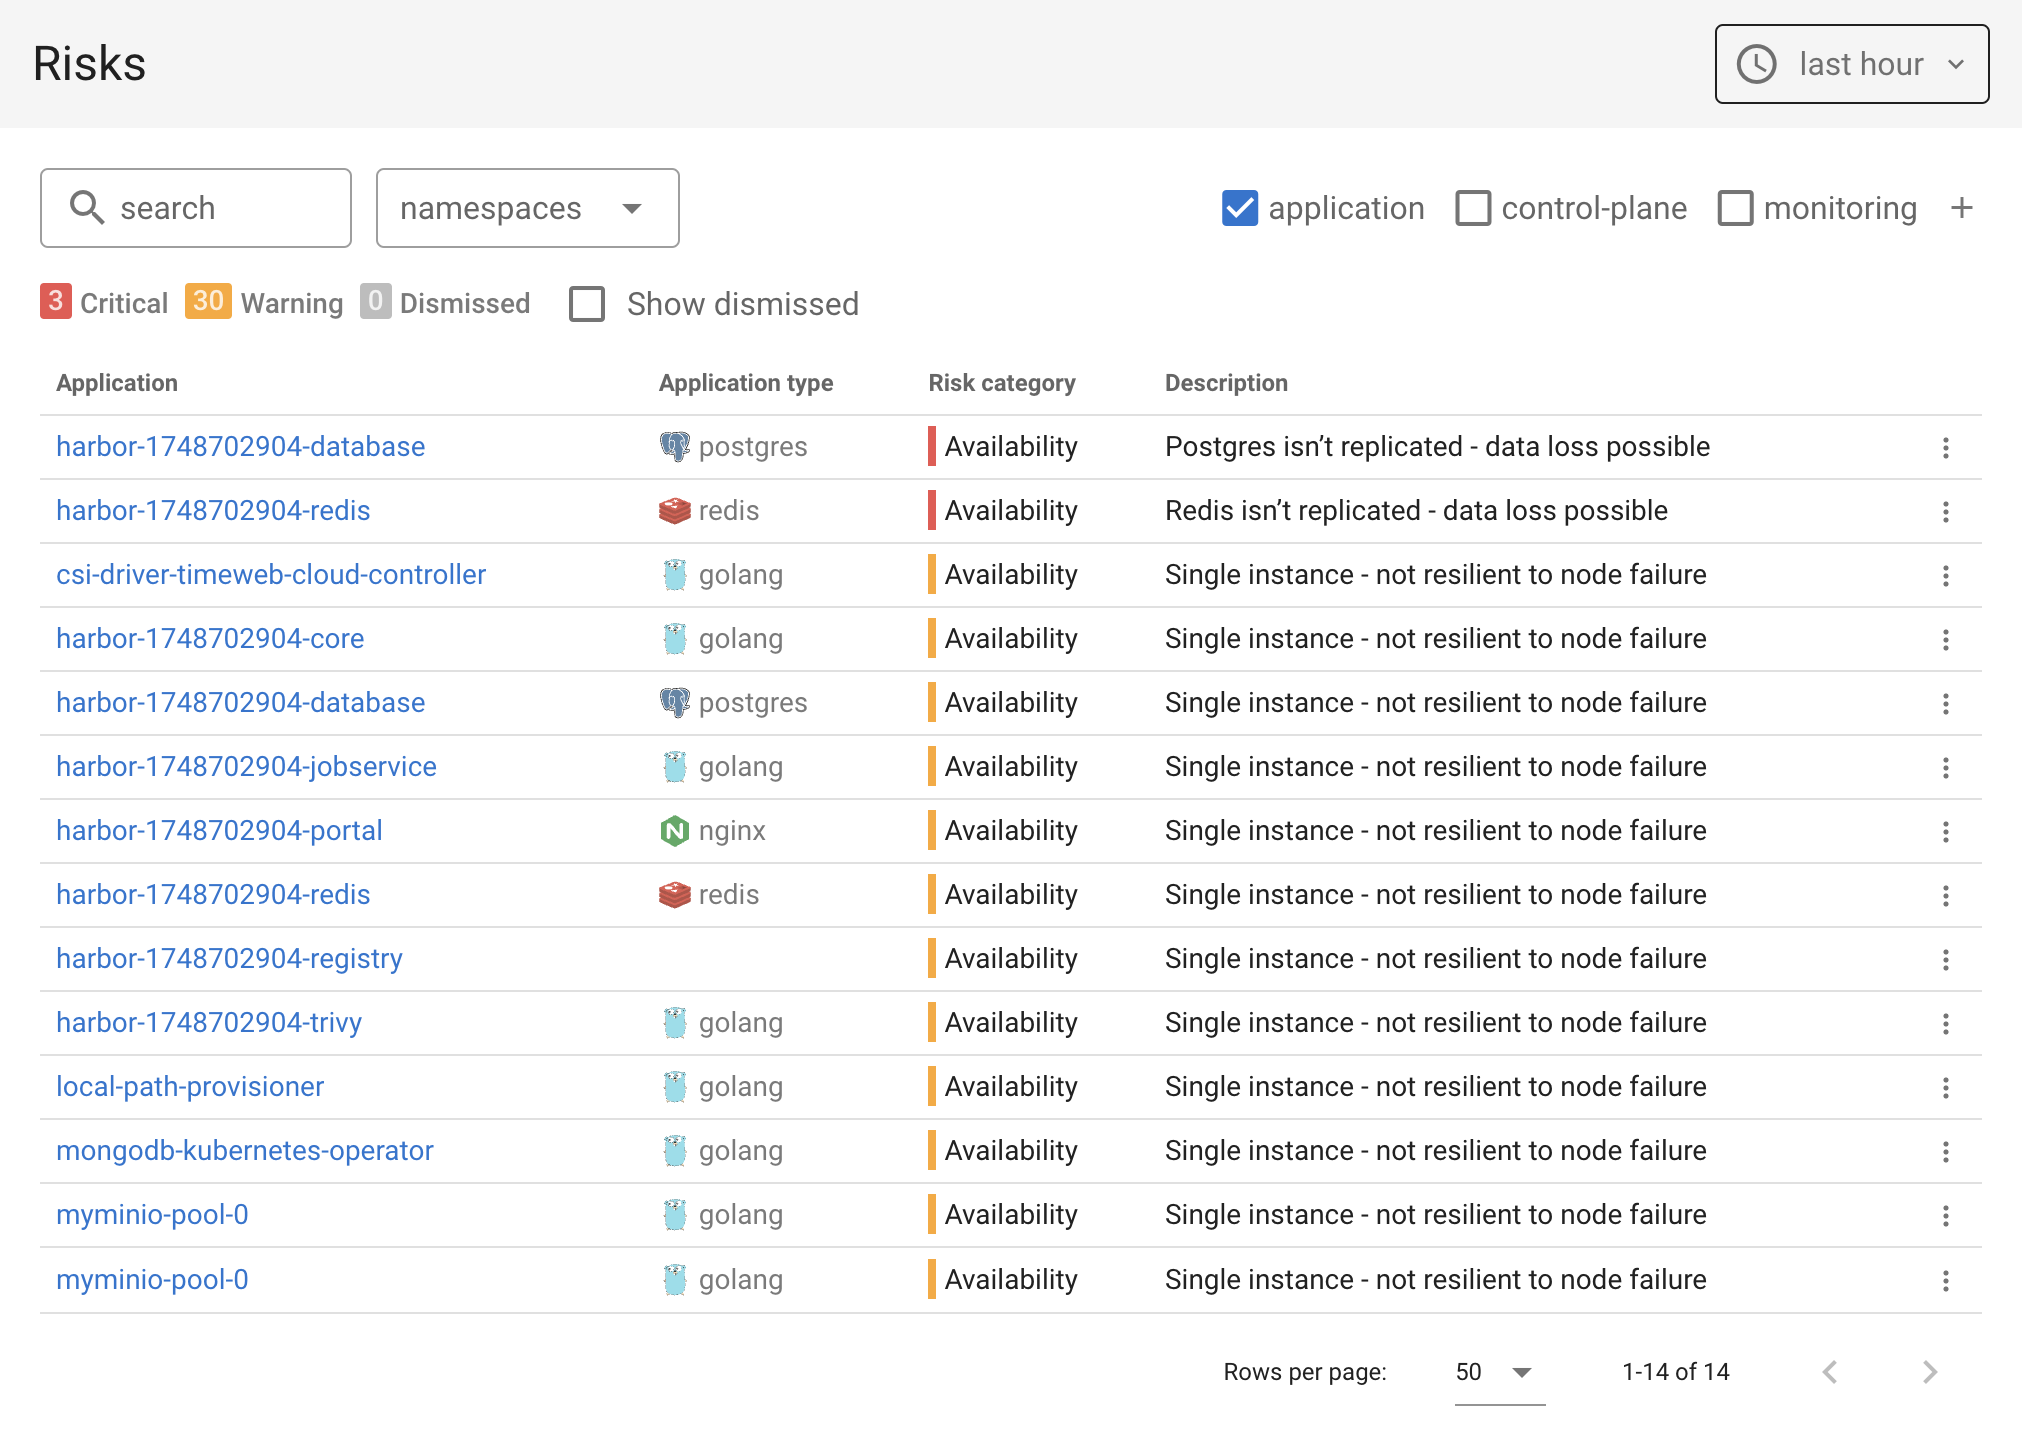 Risks
last hour
search
namespaces
application control-plane monitoring +
3 Critical 30 Warning 0 Dismissed Show dismissed
Application Application type Risk category Description
harbor-1748702904-database postgres Availability Postgres isn’t replicated - data loss possible
harbor-1748702904-redis redis Availability Redis isn’t replicated - data loss possible
csi-driver-timeweb-cloud-controller golang Availability Single instance - not resilient to node failure
harbor-1748702904-core golang Availability Single instance - not resilient to node failure
harbor-1748702904-database postgres Availability Single instance - not resilient to node failure
harbor-1748702904-jobservice golang Availability Single instance - not resilient to node failure
harbor-1748702904-portal nginx Availability Single instance - not resilient to node failure
harbor-1748702904-redis redis Availability Single instance - not resilient to node failure
harbor-1748702904-registry Availability Single instance - not resilient to node failure
harbor-1748702904-trivy golang Availability Single instance - not resilient to node failure
local-path-provisioner golang Availability Single instance - not resilient to node failure
mongodb-kubernetes-operator golang Availability Single instance - not resilient to node failure
myminio-pool-0 golang Availability Single instance - not resilient to node failure
myminio-pool-0 golang Availability Single instance - not resilient to node failure
Rows per page: 50 1-14 of 14